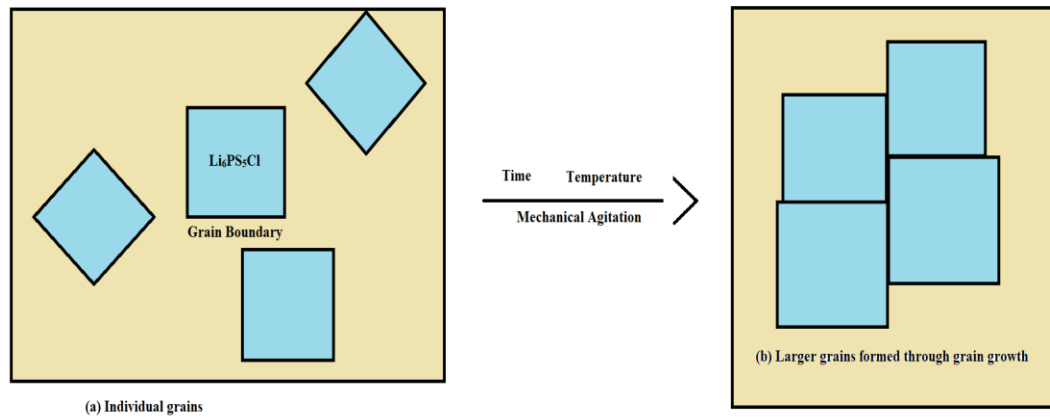 Li₆PS₅Cl
Grain Boundary
(a) Individual grains
Time Temperature
Mechanical Agitation
(b) Larger grains formed through grain growth